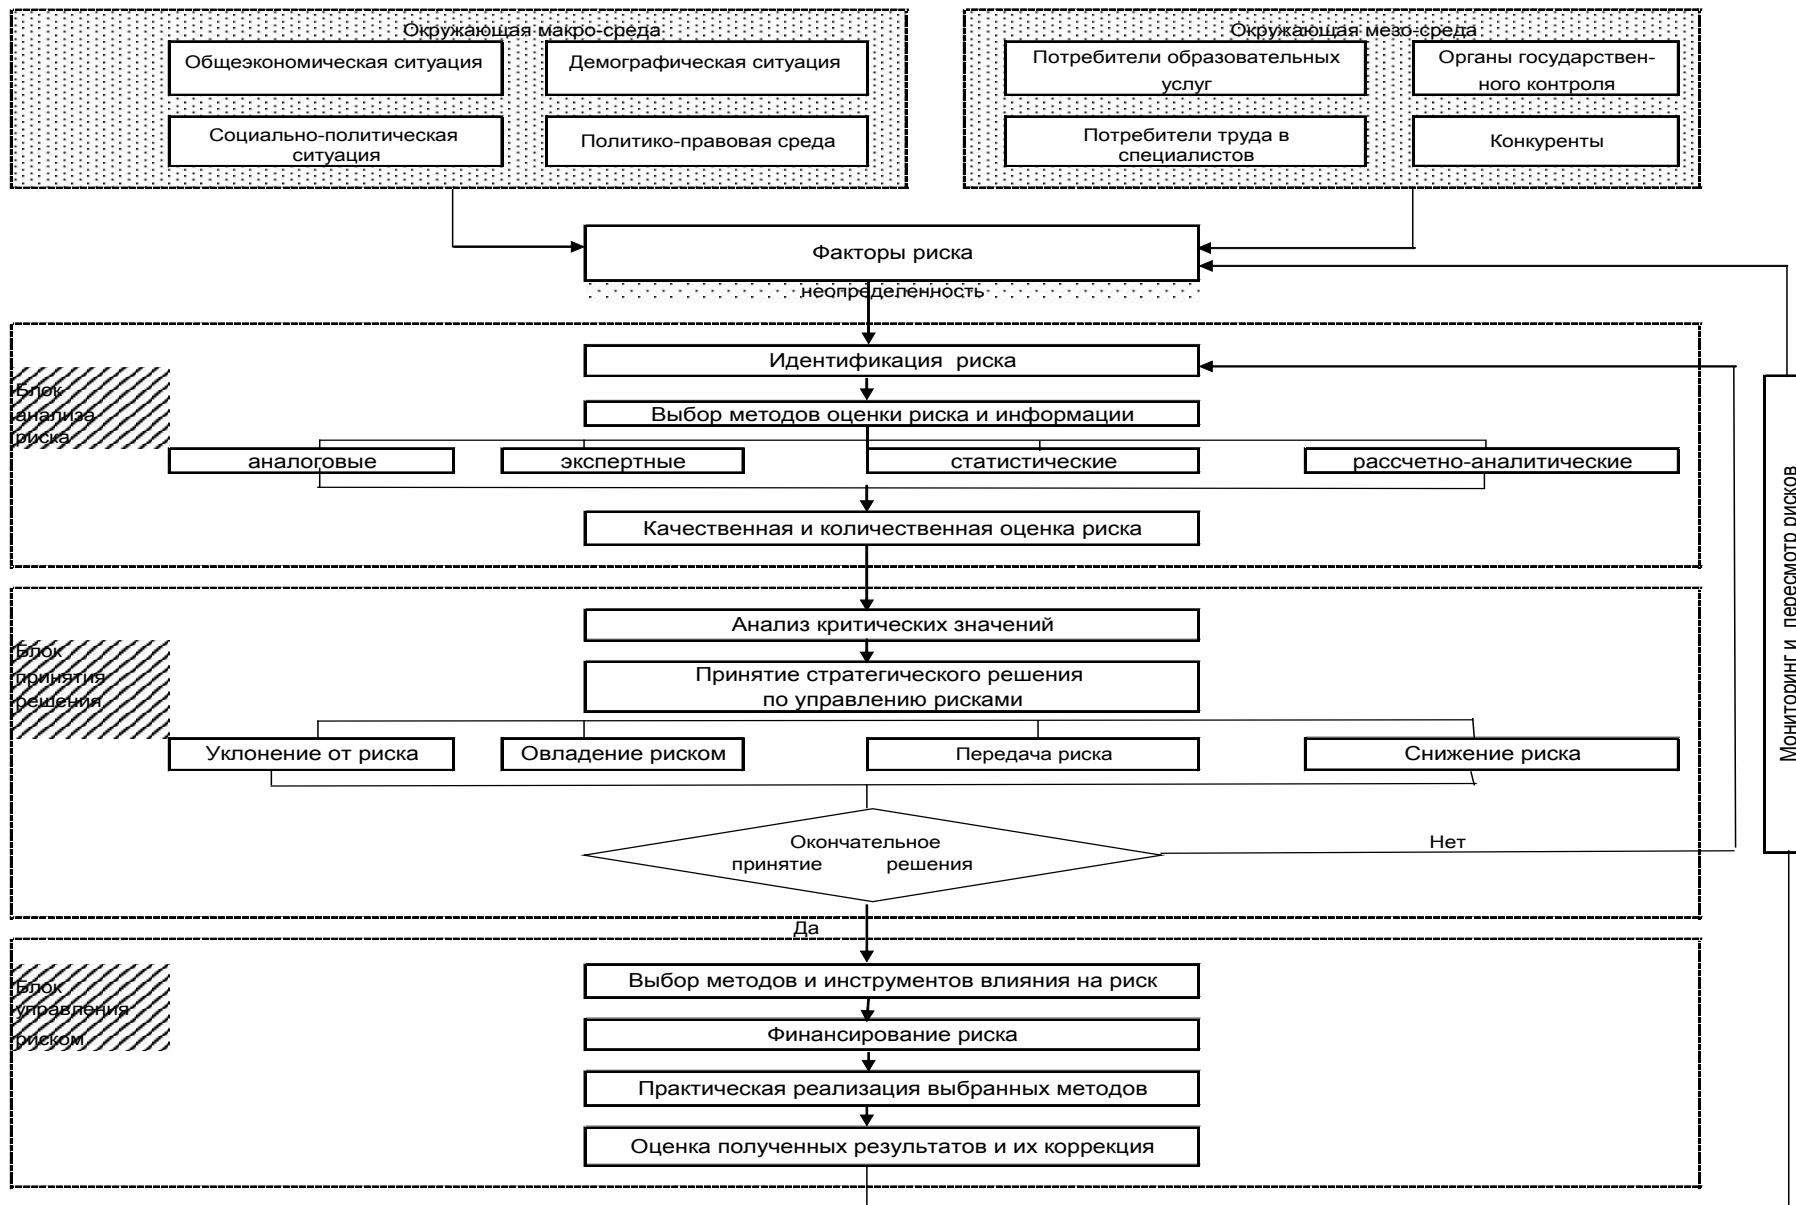 Окружающая макро-среда
Общеэкономическая ситуация
Демографическая ситуация
Социально-политическая
ситуация
Политико-правовая среда
Окружающая мезо-среда
Потребители образовательных
услуг
Органы государствен-
ного контроля
Потребители труда в
специалистов
Конкуренты
Факторы риска
неопределенность
Блок
анализа
риска
Идентификация риска
Выбор методов оценки риска и информации
аналоговые
экспертные
статистические
рассчетно-аналитические
Качественная и количественная оценка риска
Блок
принятия
решения
Анализ критических значений
Принятие стратегического решения
по управлению рисками
Уклонение от риска
Овладение риском
Передача риска
Снижение риска
Окончательное
принятие решения
Нет
Да
Блок
управления
риском
Выбор методов и инструментов влияния на риск
Финансирование риска
Практическая реализация выбранных методов
Оценка полученных результатов и их коррекция
Мониторинг и пересмотр рисков